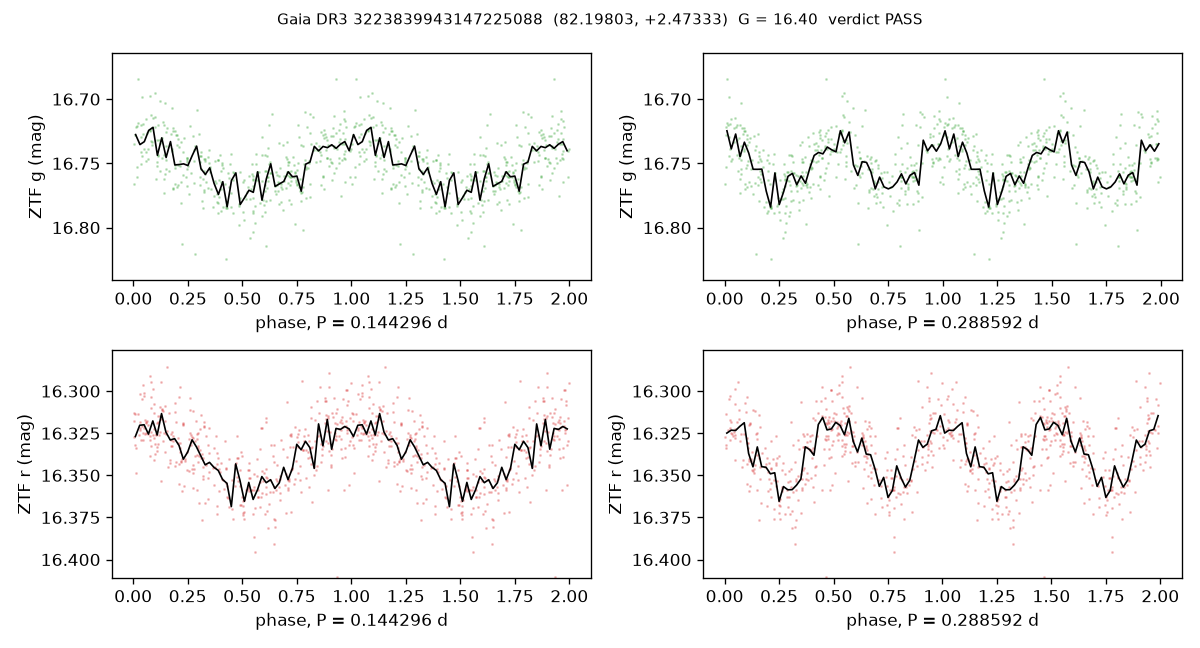 Gaia DR3 3223839943147225088  (82.19803, +2.47333)  G = 16.40  verdict PASS
ZTF g (mag)
16.70
16.75
16.80
0.00 0.25 0.50 0.75 1.00 1.25 1.50 1.75 2.00
phase, P = 0.144296 d
ZTF g (mag)
16.70
16.75
16.80
0.00 0.25 0.50 0.75 1.00 1.25 1.50 1.75 2.00
phase, P = 0.288592 d
ZTF r (mag)
16.300
16.325
16.350
16.375
16.400
0.00 0.25 0.50 0.75 1.00 1.25 1.50 1.75 2.00
phase, P = 0.144296 d
ZTF r (mag)
16.300
16.325
16.350
16.375
16.400
0.00 0.25 0.50 0.75 1.00 1.25 1.50 1.75 2.00
phase, P = 0.288592 d